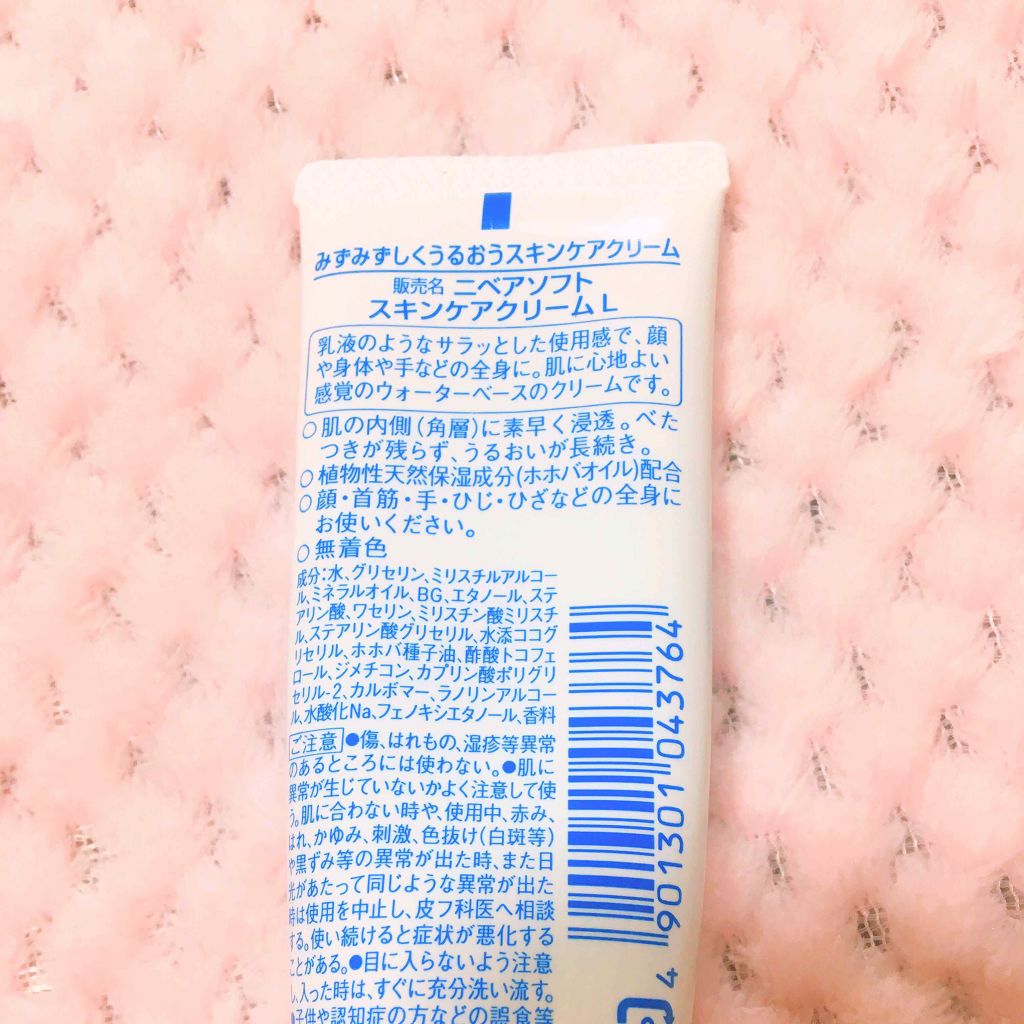 みずみずしくうるおうスキンケアクリーム
販売名 ニベアソフト
スキンケアクリームL
乳液のようなサラッとした使用感で、顔
や身体や手などの全身に。肌に心地よい
感覚のウォーターベースのクリームです。
○肌の内側(角層)に素早く浸透。べた
つきが残らず、うるおいが長続き。
○植物性天然保湿成分(ホホバオイル)配合
○顔・首筋・手・ひじ・ひざなどの全身に
お使いください。
○無着色
成分:水、グリセリン、ミリスチルアルコー
ル、ミネラルオイル、BG、エタノール、ステ
アリン酸、ワセリン、ミリスチン酸ミリスチ
ル、ステアリン酸グリセリル、水添ココグ
リセリル、ホホバ種子油、酢酸トコフェ
ロール、ジメチコン、カプリン酸ポリグリ
セリル-2、カルボマー、ラノリンアルコー
ル、水酸化Na、フェノキシエタノール、香料
ご注意 ●傷、はれもの、湿疹等異常
のあるところには使わない。●肌に
異常が生じていないかよく注意して使
う。肌に合わない時や、使用中、赤み、
はれ、かゆみ、刺激、色抜け(白斑等)
や黒ずみ等の異常が出た時、また日
光があたって同じような異常が出た
時は使用を中止し、皮フ科医へ相談
する。使い続けると症状が悪化する
ことがある。●目に入らないよう注意
し、入った時は、すぐに充分洗い流す。
●子供や認知症の方などの誤食等
4 901301 043764